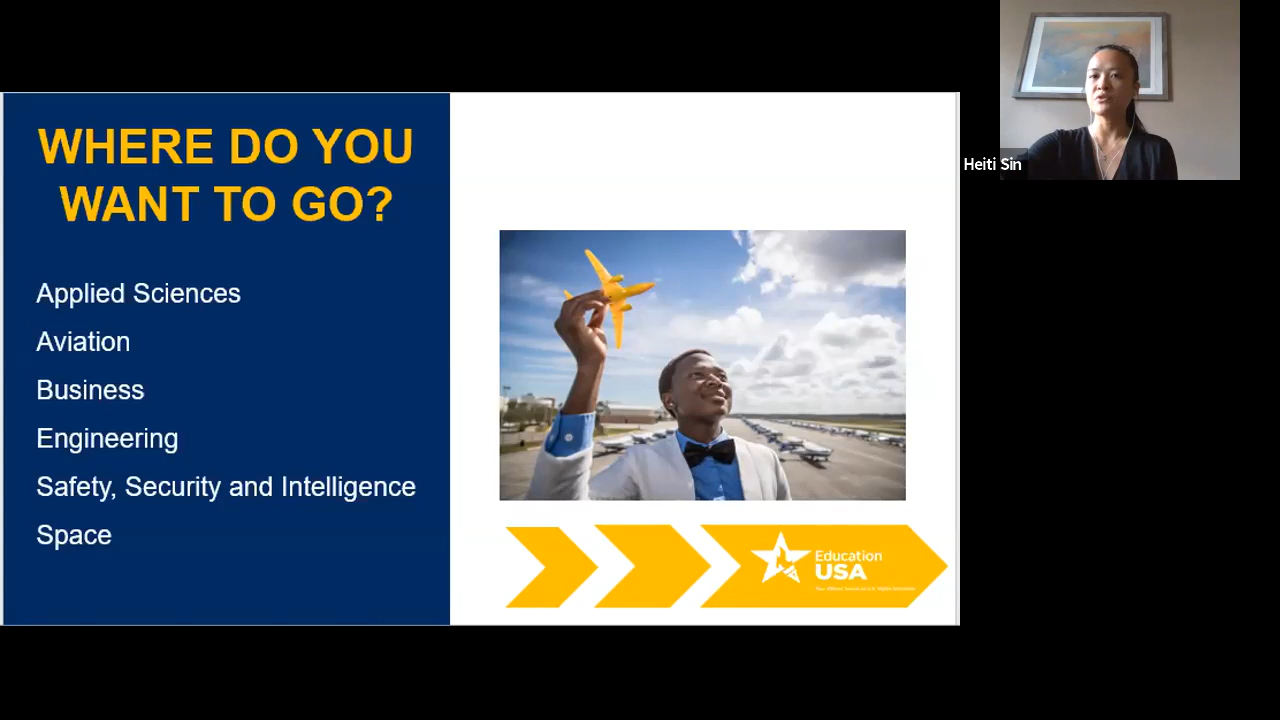 WHERE DO YOU
WANT TO GO?
Applied Sciences
Aviation
Business
Engineering
Safety, Security and Intelligence
Space
Education
USA
Heiti Sin